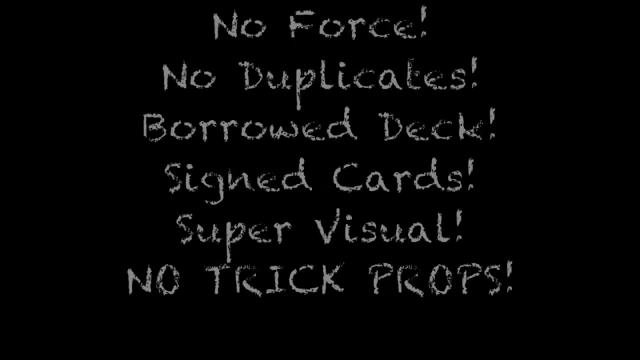 No Force!
No Duplicates!
Borrowed Deck!
Signed Cards!
Super Visual!
NO TRICK PROPS!